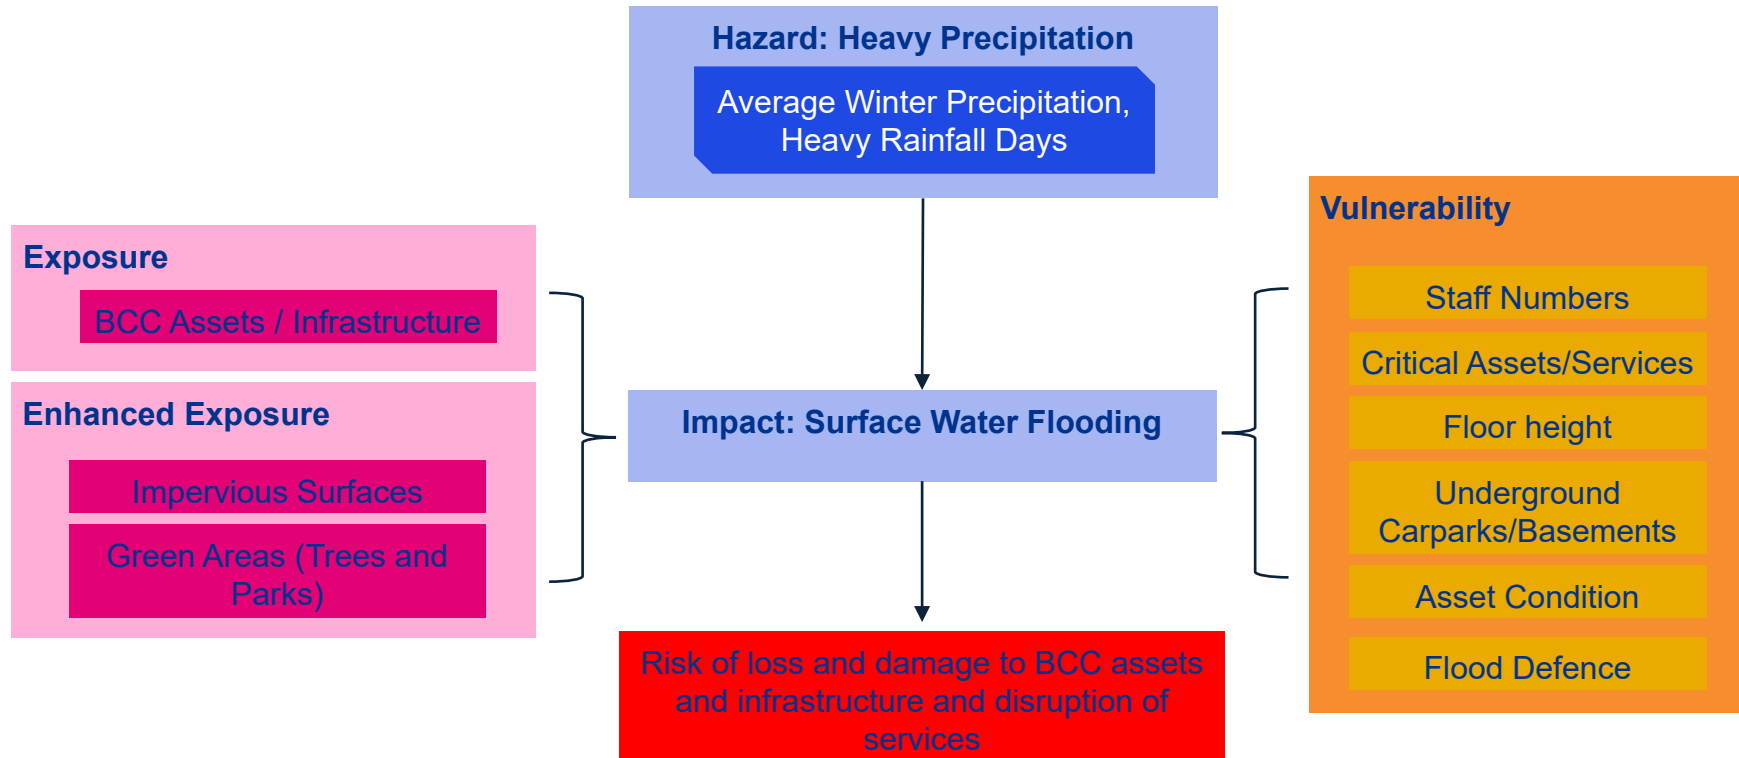 Hazard: Heavy Precipitation
Average Winter Precipitation,
Heavy Rainfall Days
Exposure
BCC Assets / Infrastructure
Enhanced Exposure
Impervious Surfaces
Green Areas (Trees and
Parks)
Impact: Surface Water Flooding
Risk of loss and damage to BCC assets
and infrastructure and disruption of
services
Vulnerability
Staff Numbers
Critical Assets/Services
Floor height
Underground
Carparks/Basements
Asset Condition
Flood Defence